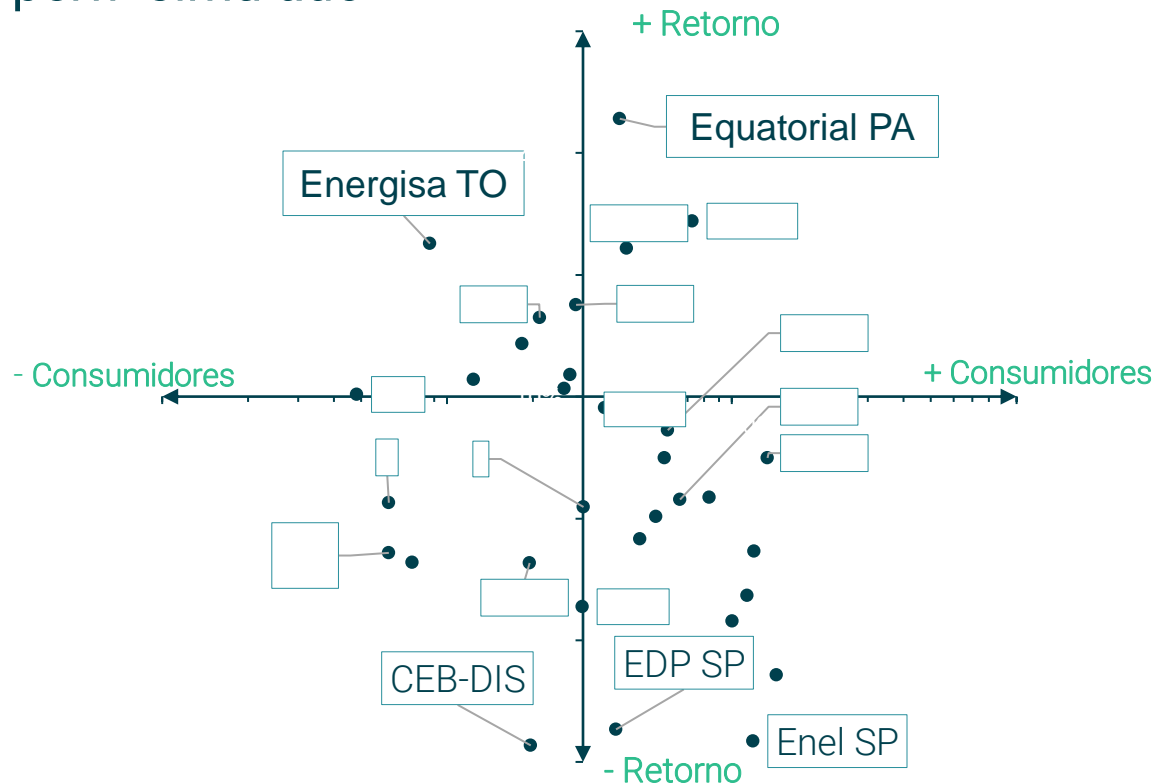 + Retorno
Equatorial PA
Energisa TO
- Consumidores
+ Consumidores
EDP SP
CEB-DIS
Enel SP
- Retorno